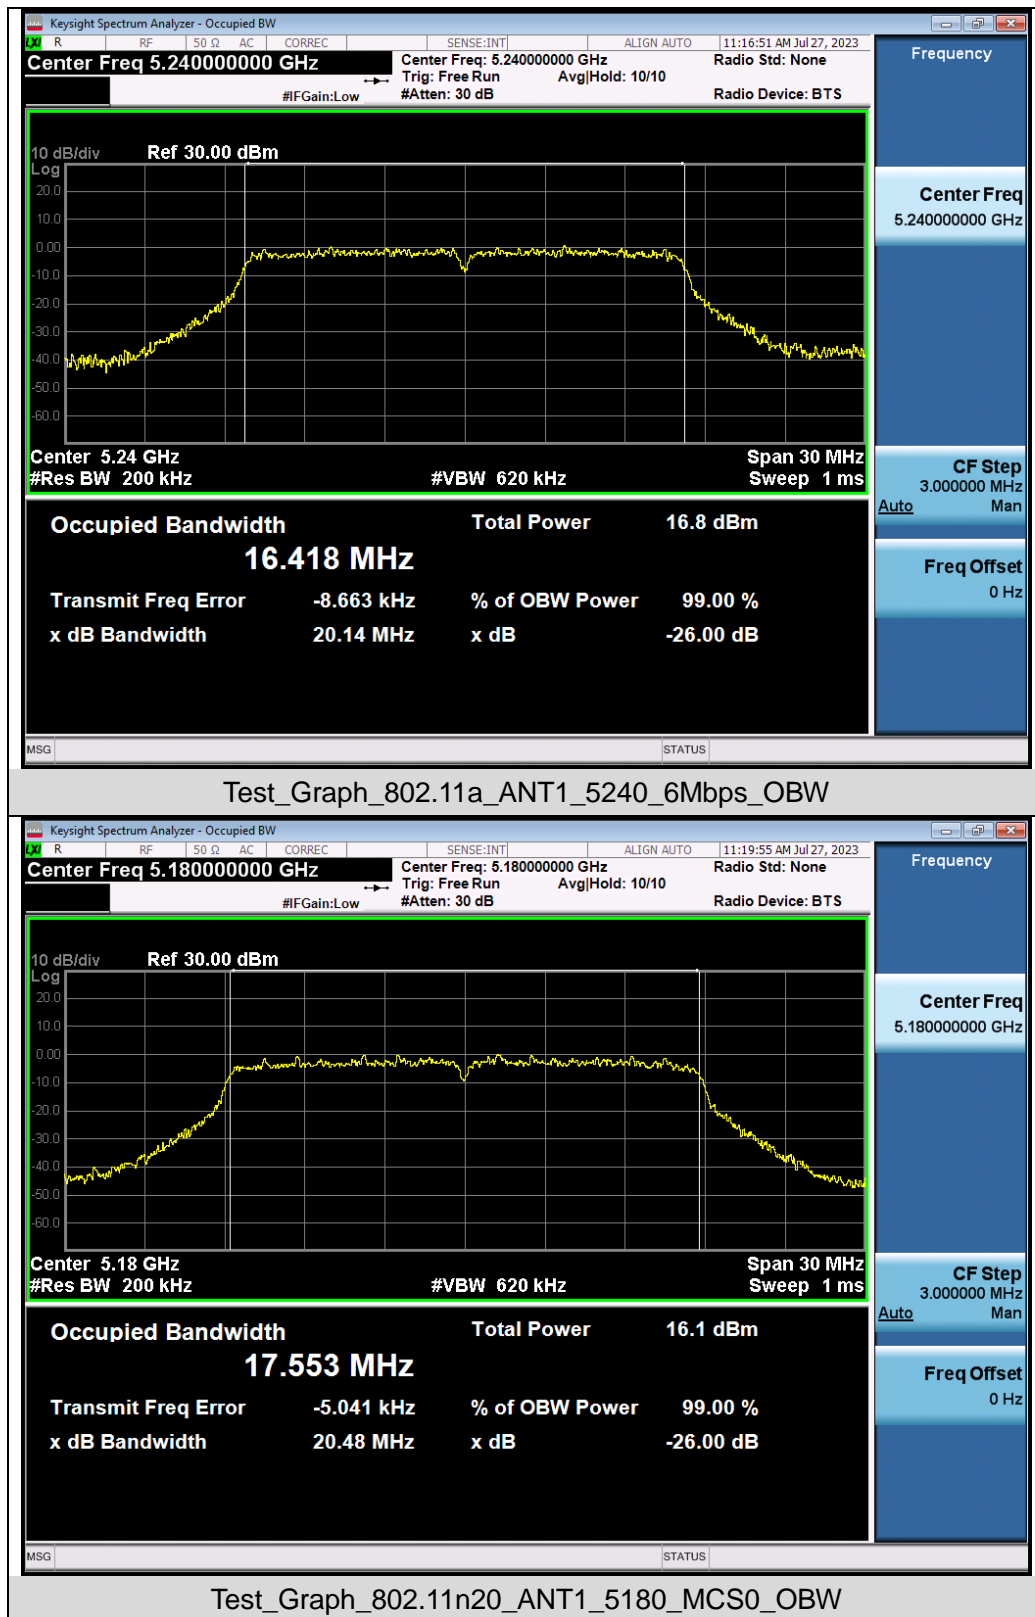 Keysight Spectrum Analyzer - Occupied BW
LXI R RF 50 Ω AC CORREC SENSE:INT ALIGN AUTO 11:16:51 AM Jul 27, 2023
Center Freq 5.240000000 GHz
Center Freq: 5.240000000 GHz
Radio Std: None
Trig: Free Run Avg|Hold: 10/10
#IFGain:Low
#Atten: 30 dB
Radio Device: BTS
10 dB/div Ref 30.00 dBm
Log
20.0
10.0
0.00
-10.0
-20.0
-30.0
-40.0
-50.0
-60.0
Center 5.24 GHz Span 30 MHz
#Res BW 200 kHz #VBW 620 kHz Sweep 1 ms
Occupied Bandwidth Total Power 16.8 dBm
16.418 MHz
Transmit Freq Error -8.663 kHz % of OBW Power 99.00 %
x dB Bandwidth 20.14 MHz x dB -26.00 dB
MSG STATUS
Frequency
Center Freq
5.240000000 GHz
CF Step
3.000000 MHz
Auto Man
Freq Offset
0 Hz
Test_Graph_802.11a_ANT1_5240_6Mbps_OBW
Keysight Spectrum Analyzer - Occupied BW
LXI R RF 50 Ω AC CORREC SENSE:INT ALIGN AUTO 11:19:55 AM Jul 27, 2023
Center Freq 5.180000000 GHz
Center Freq: 5.180000000 GHz
Radio Std: None
Trig: Free Run Avg|Hold: 10/10
#IFGain:Low
#Atten: 30 dB
Radio Device: BTS
10 dB/div Ref 30.00 dBm
Log
20.0
10.0
0.00
-10.0
-20.0
-30.0
-40.0
-50.0
-60.0
Center 5.18 GHz Span 30 MHz
#Res BW 200 kHz #VBW 620 kHz Sweep 1 ms
Occupied Bandwidth Total Power 16.1 dBm
17.553 MHz
Transmit Freq Error -5.041 kHz % of OBW Power 99.00 %
x dB Bandwidth 20.48 MHz x dB -26.00 dB
MSG STATUS
Frequency
Center Freq
5.180000000 GHz
CF Step
3.000000 MHz
Auto Man
Freq Offset
0 Hz
Test_Graph_802.11n20_ANT1_5180_MCS0_OBW